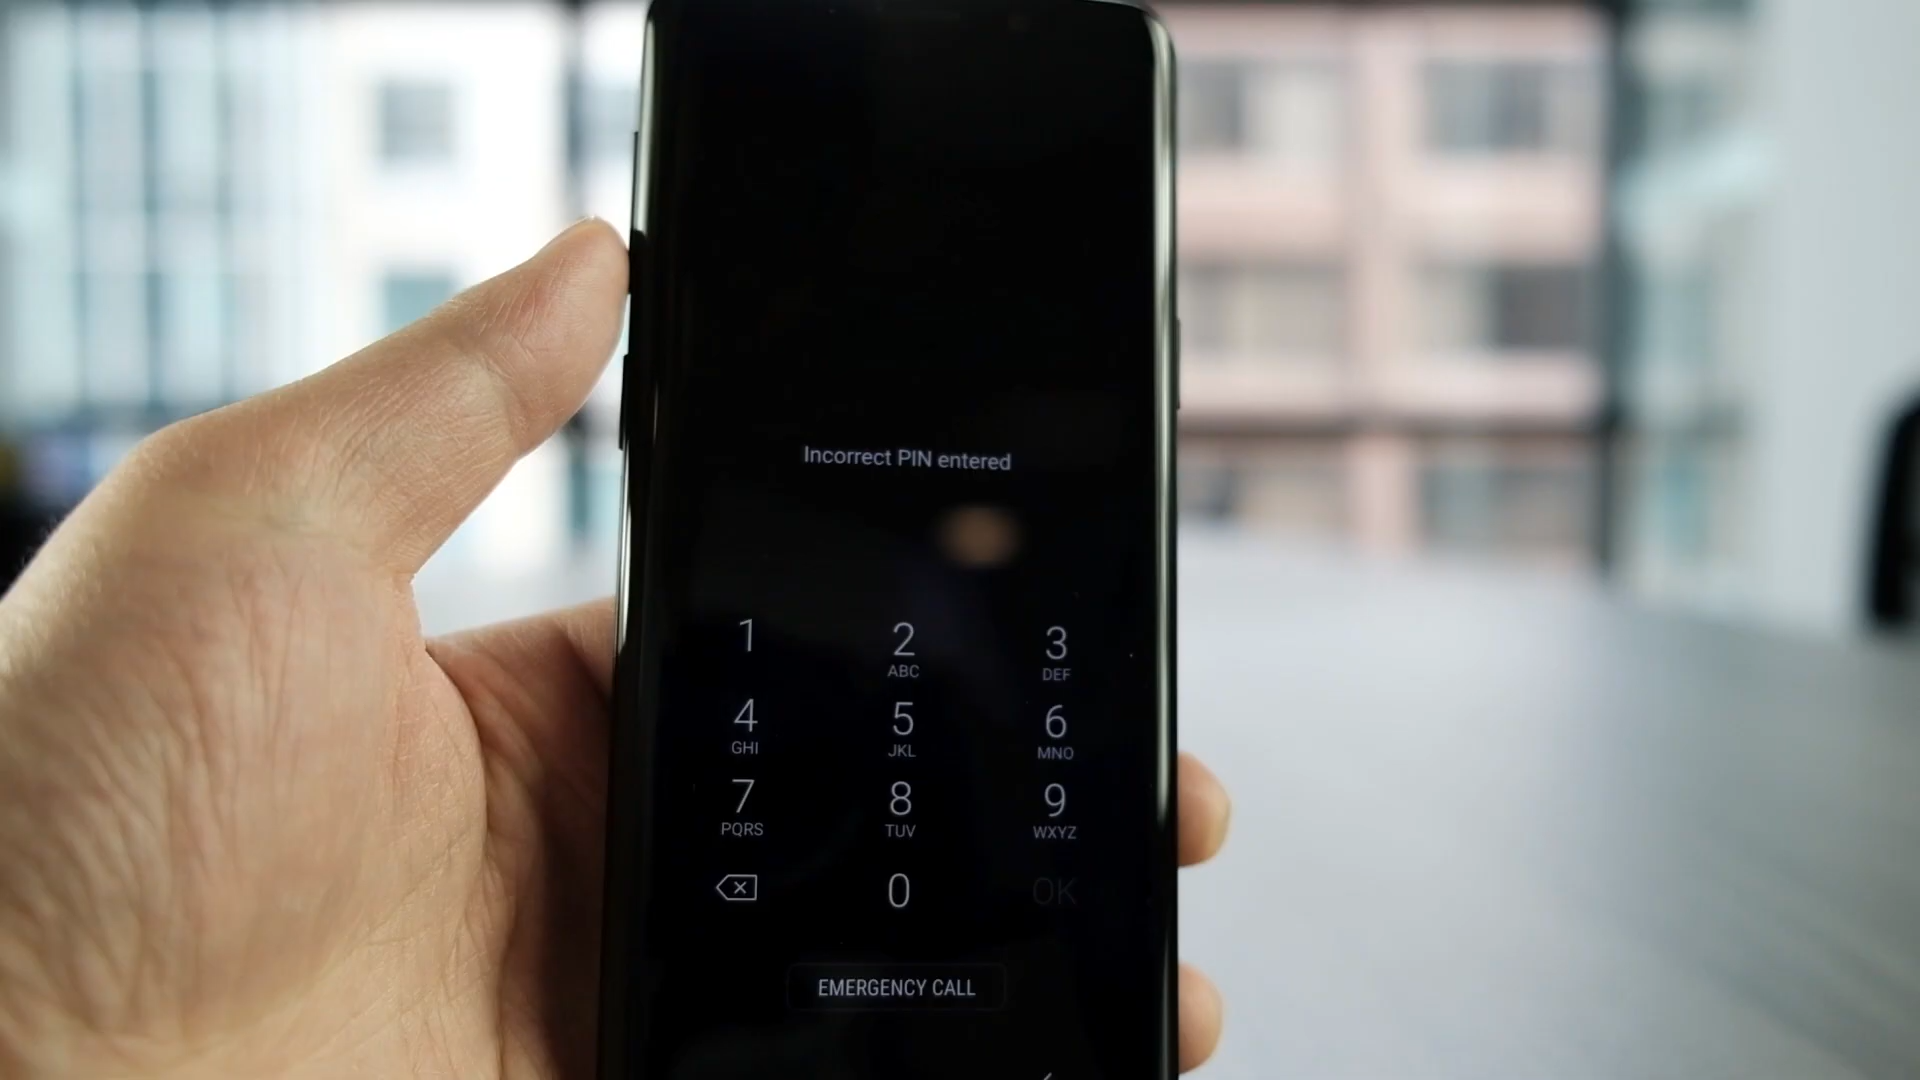 Incorrect PIN entered
1 2 3
ABC DEF
4 5 6
GHI JKL MNO
7 8 9
PQRS TUV WXYZ
0 OK
EMERGENCY CALL